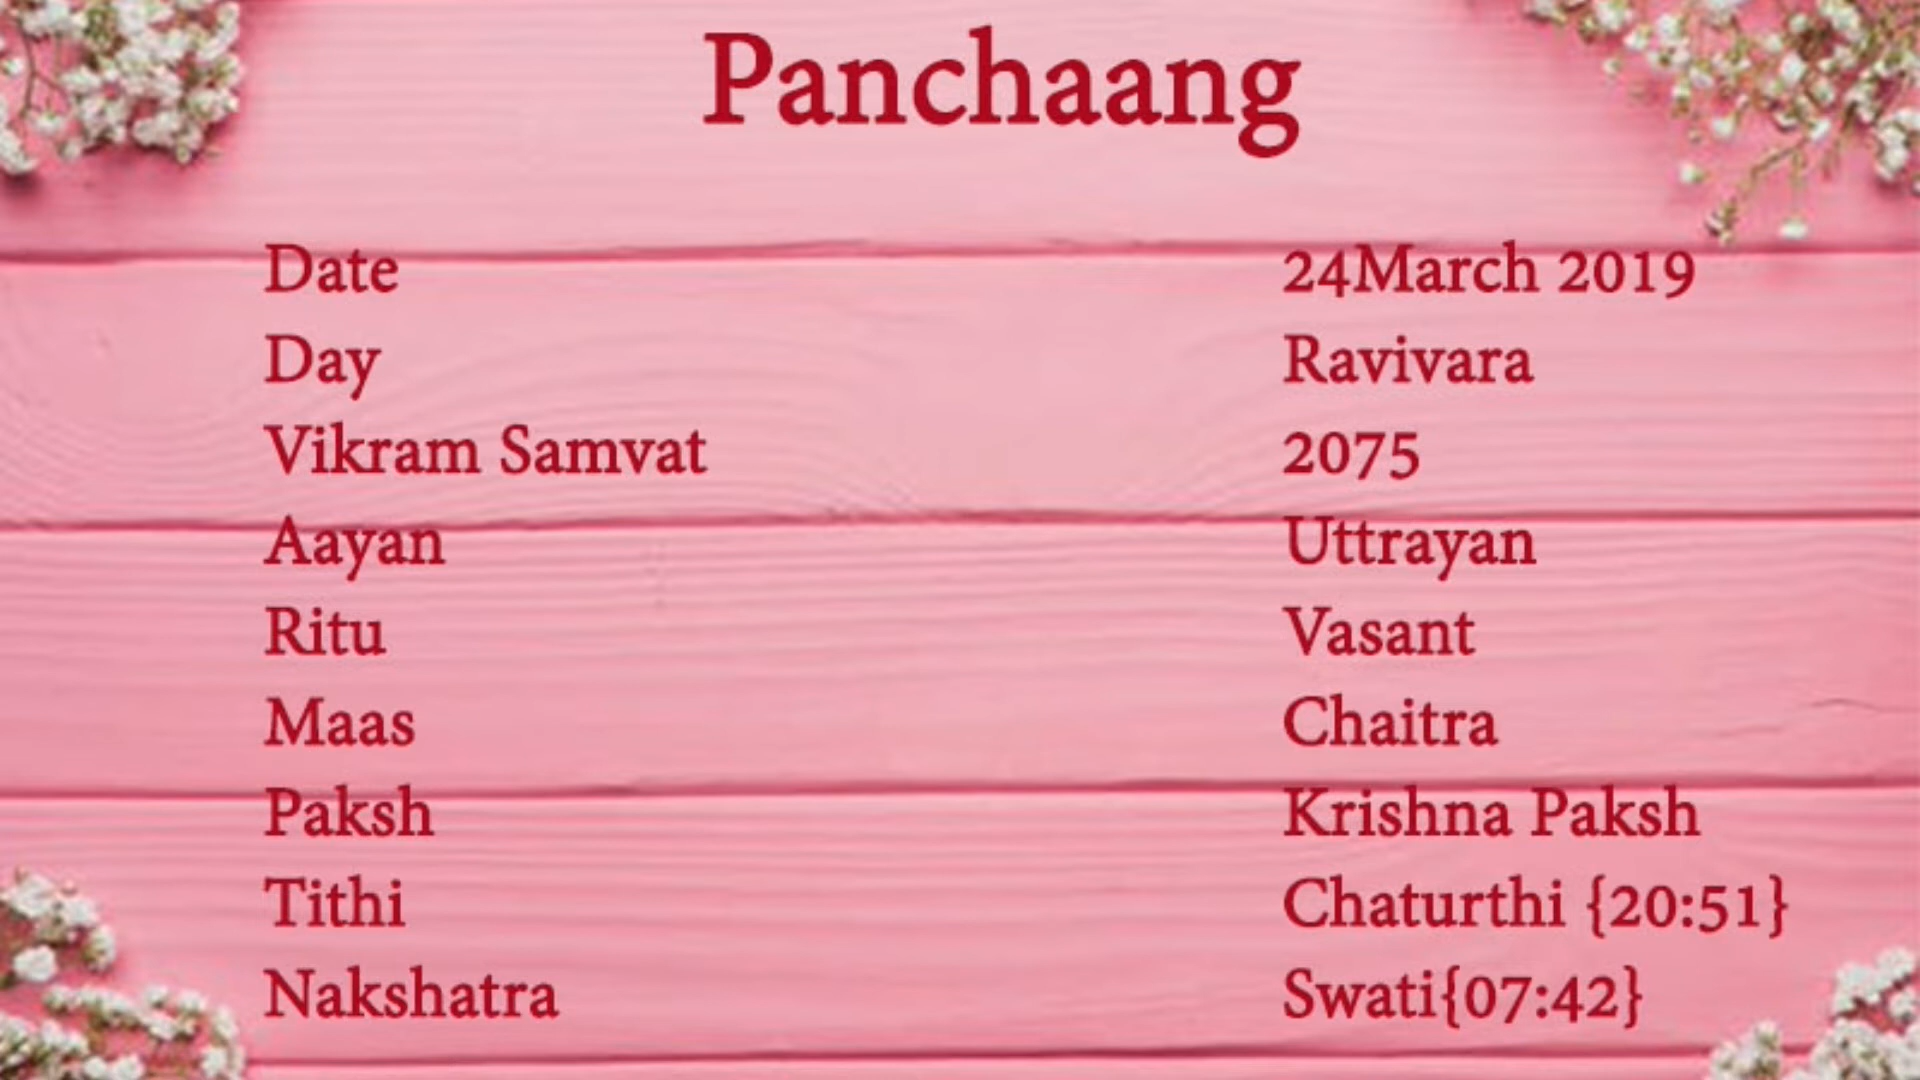 Panchaang
Date 24March 2019
Day Ravivara
Vikram Samvat 2075
Aayan Uttrayan
Ritu Vasant
Maas Chaitra
Paksh Krishna Paksh
Tithi Chaturthi {20:51}
Nakshatra Swati{07:42}